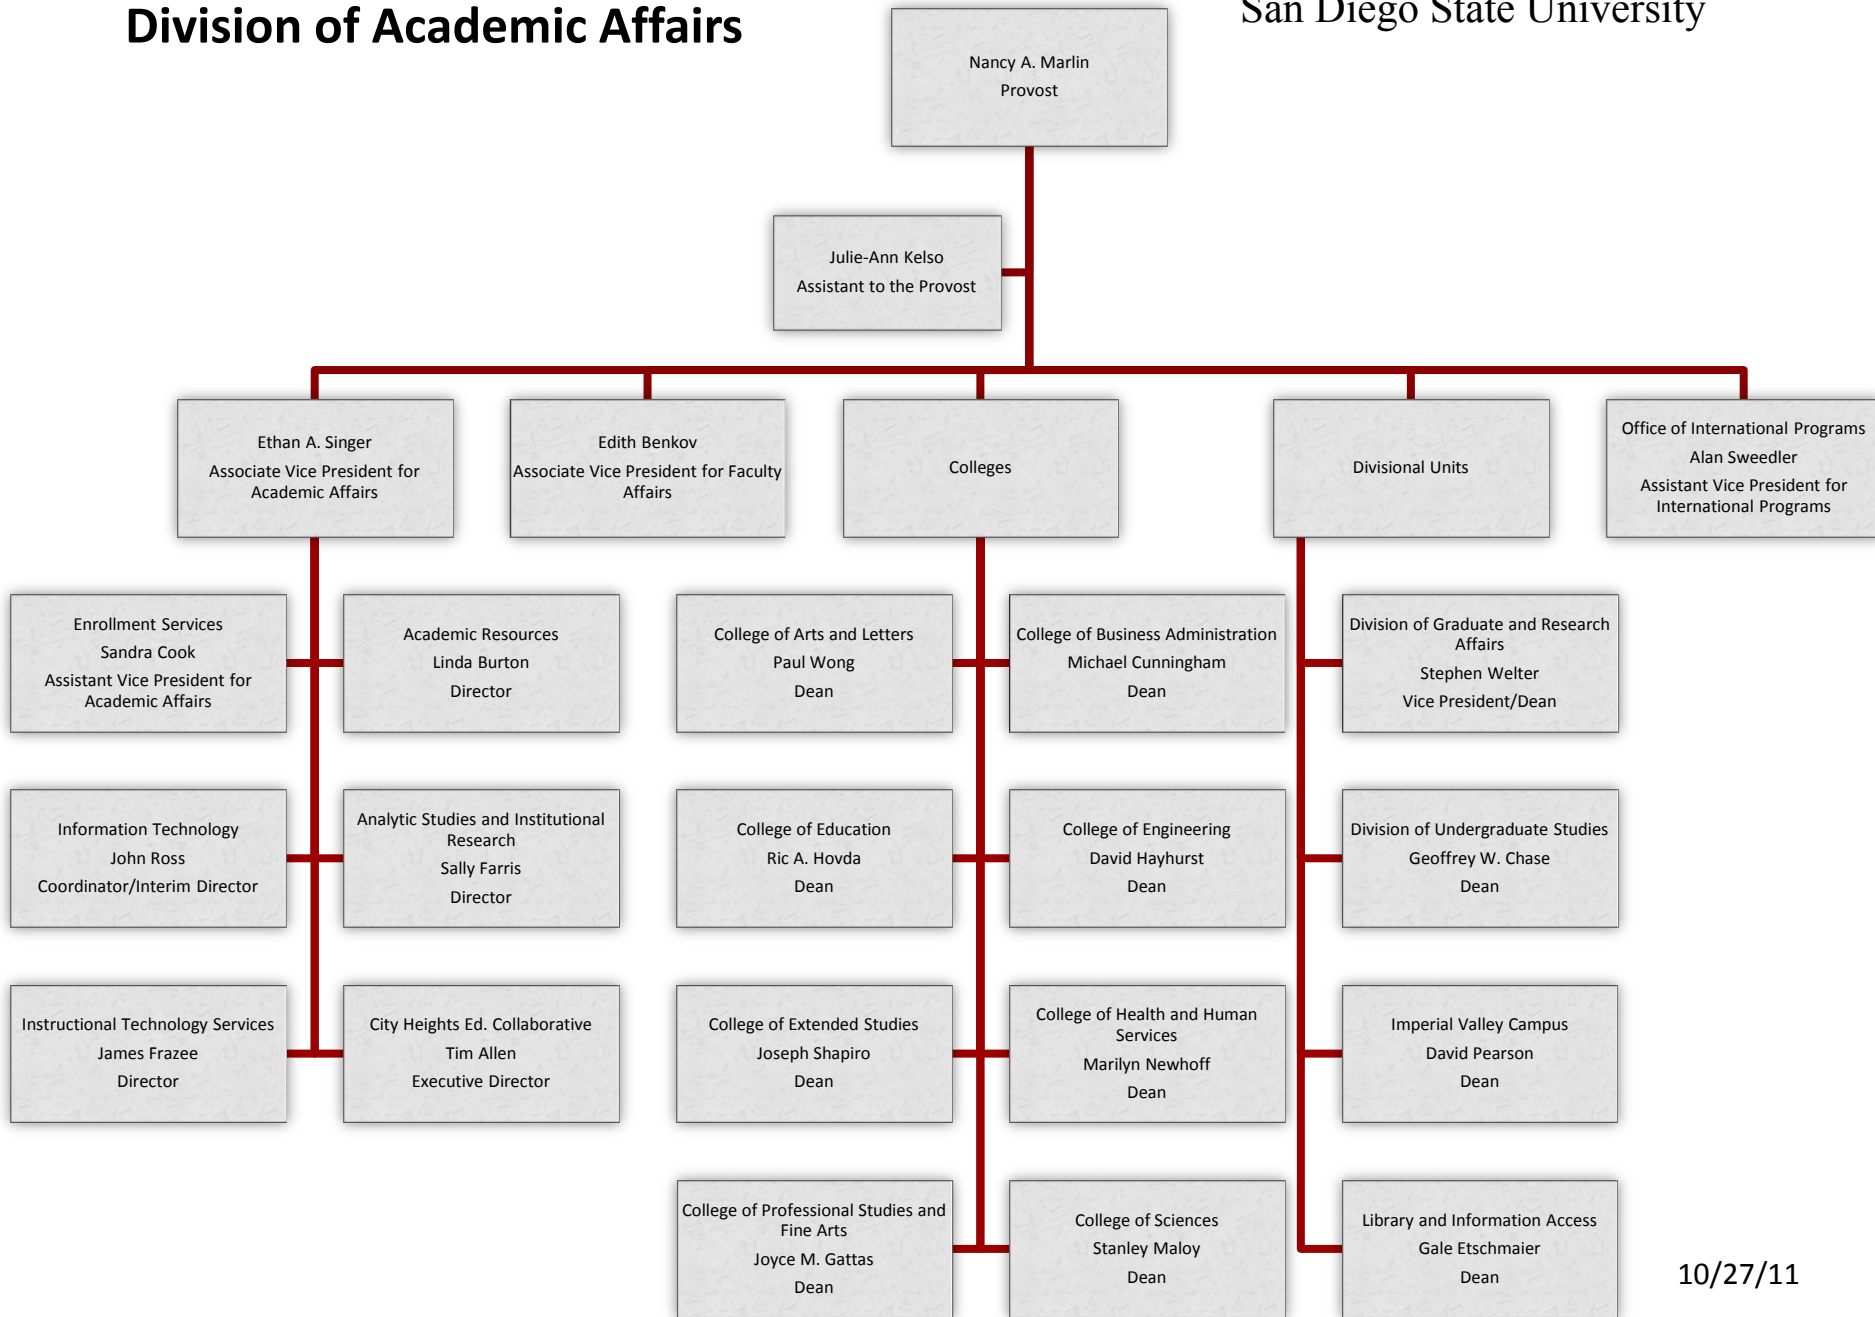 Division of Academic Affairs
San Diego State University
Nancy A. Marlin
Provost
Julie-Ann Kelso
Assistant to the Provost
Ethan A. Singer
Associate Vice President for
Academic Affairs
Edith Benkov
Associate Vice President for Faculty
Affairs
Colleges
Divisional Units
Office of International Programs
Alan Sweedler
Assistant Vice President for
International Programs
Enrollment Services
Sandra Cook
Assistant Vice President for
Academic Affairs
Academic Resources
Linda Burton
Director
College of Arts and Letters
Paul Wong
Dean
College of Business Administration
Michael Cunningham
Dean
Division of Graduate and Research
Affairs
Stephen Welter
Vice President/Dean
Information Technology
John Ross
Coordinator/Interim Director
Analytic Studies and Institutional
Research
Sally Farris
Director
College of Education
Ric A. Hovda
Dean
College of Engineering
David Hayhurst
Dean
Division of Undergraduate Studies
Geoffrey W. Chase
Dean
Instructional Technology Services
James Frazee
Director
City Heights Ed. Collaborative
Tim Allen
Executive Director
College of Extended Studies
Joseph Shapiro
Dean
College of Health and Human
Services
Marilyn Newhoff
Dean
Imperial Valley Campus
David Pearson
Dean
College of Professional Studies and
Fine Arts
Joyce M. Gattas
Dean
College of Sciences
Stanley Maloy
Dean
Library and Information Access
Gale Etschmaier
Dean
10/27/11